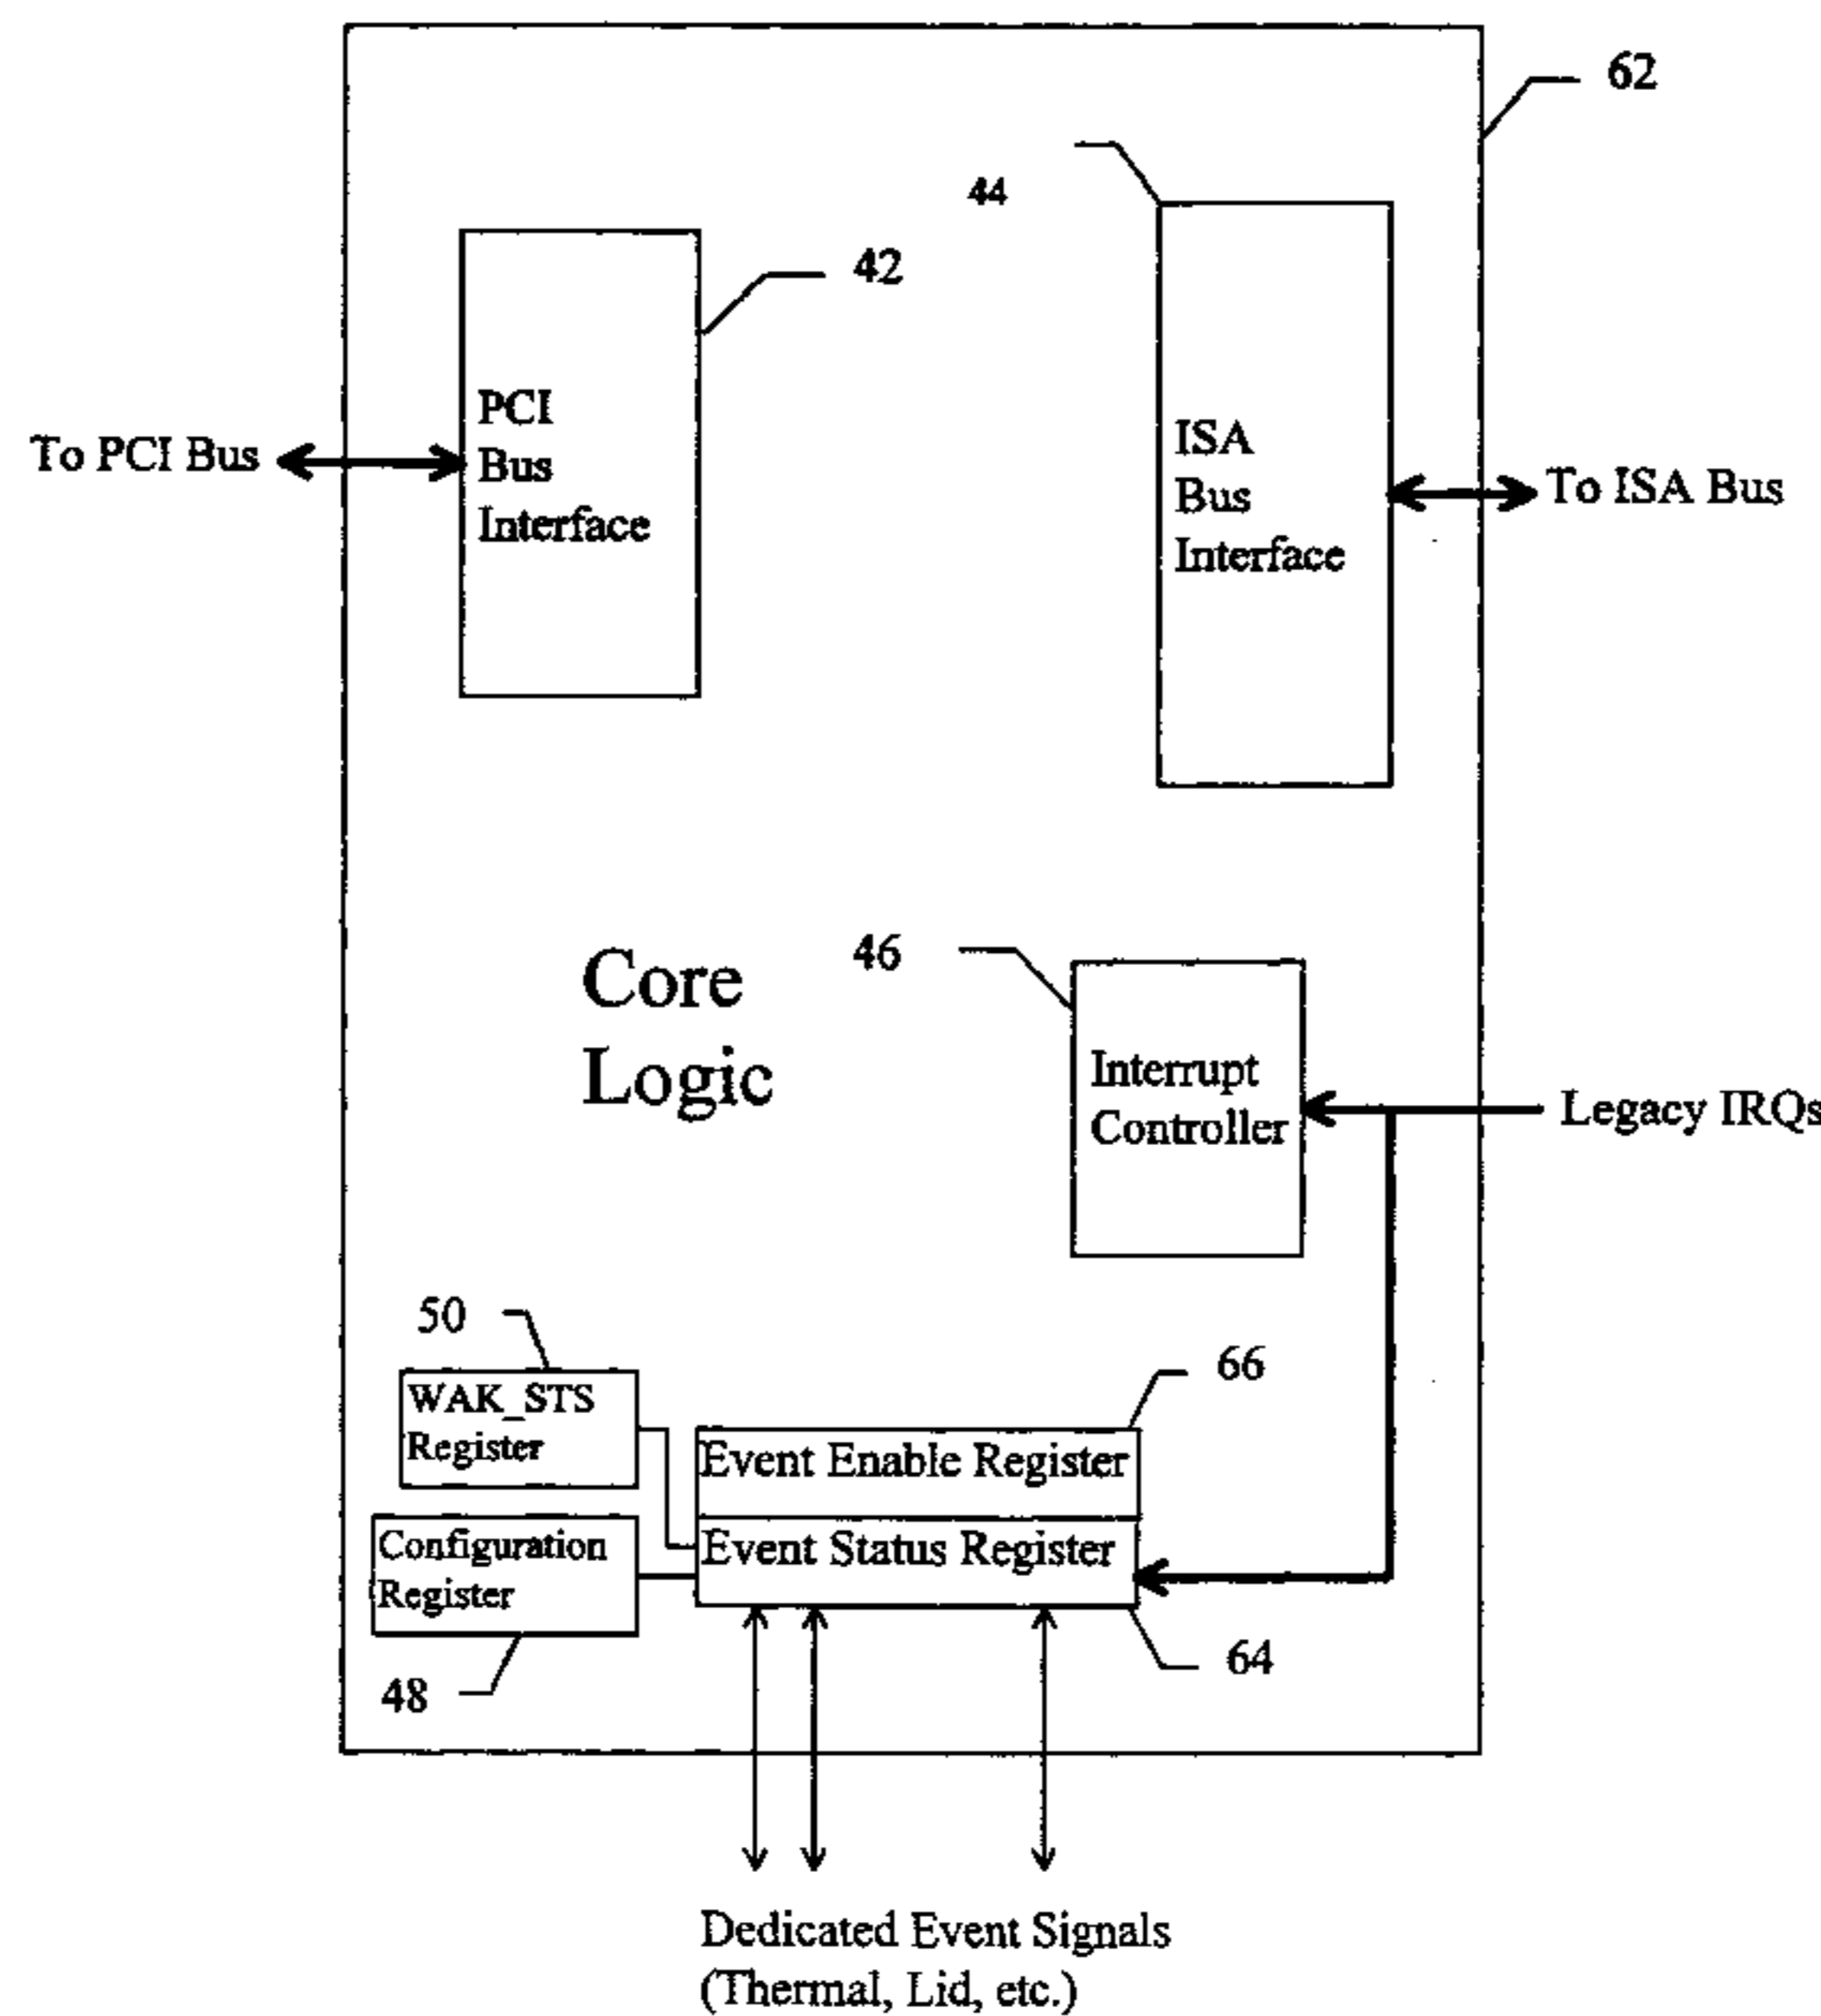 62
44
42
PCI
Bus
Interface
To PCI Bus
ISA
Bus
Interface
To ISA Bus
Core
Logic
46
Interrupt
Controller
Legacy IRQs
50
WAK_STS
Register
66
Event Enable Register
Configuration
Register
Event Status Register
48
64
Dedicated Event Signals
(Thermal, Lid, etc.)